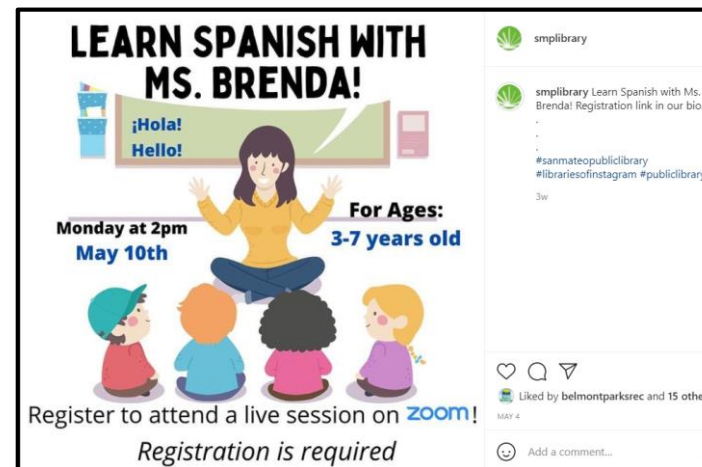 LEARN SPANISH WITH
MS. BRENDA!
¡Hola!
Hello!
Monday at 2pm
May 10th
For Ages:
3-7 years old
Register to attend a live session on zoom!
Registration is required
smplibrary
smplibrary Learn Spanish with Ms.
Brenda! Registration link in our bio
.
.
.
#sanmateopubliclibrary
#librariesofinstagram #publiclibrary
3w
Liked by belmontparksrec and 15 othe
MAY 4
Add a comment...